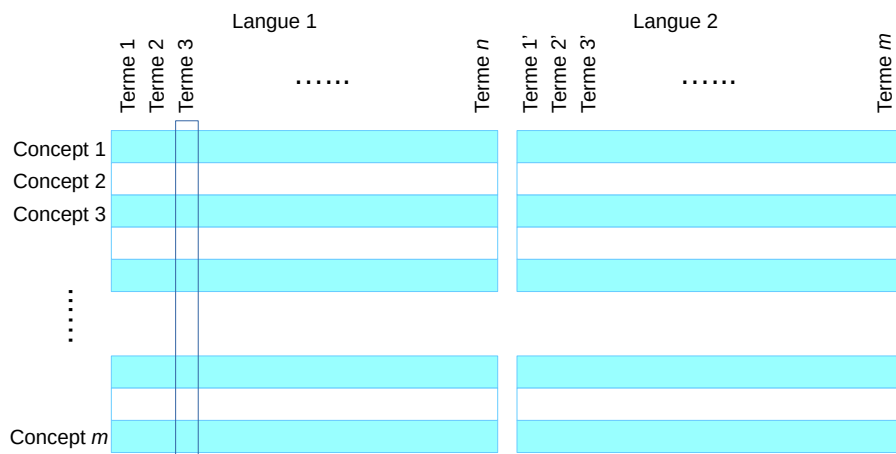 Langue 1
Langue 2
Terme 1
Terme 2
Terme 3
......
Terme n
Terme 1’
Terme 2’
Terme 3’
......
Terme m
Concept 1
Concept 2
Concept 3
......
Concept m